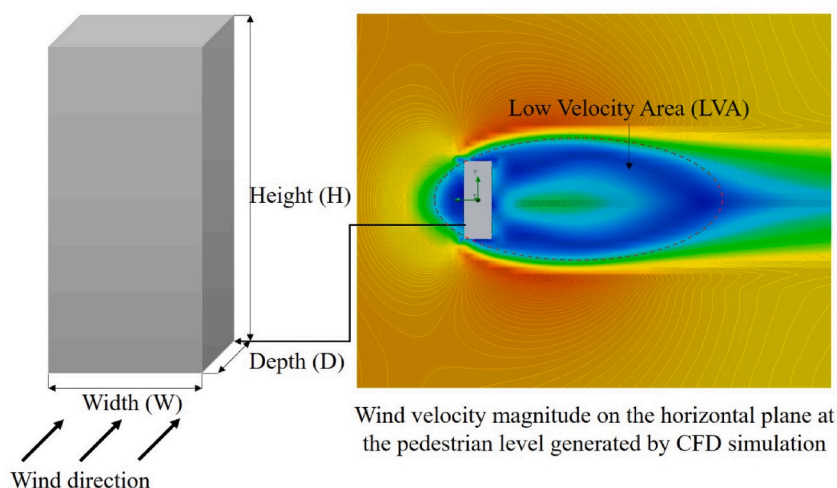 Height (H)
Depth (D)
Width (W)
Wind direction
Low Velocity Area (LVA)
Y
Wind velocity magnitude on the horizontal plane at
the pedestrian level generated by CFD simulation